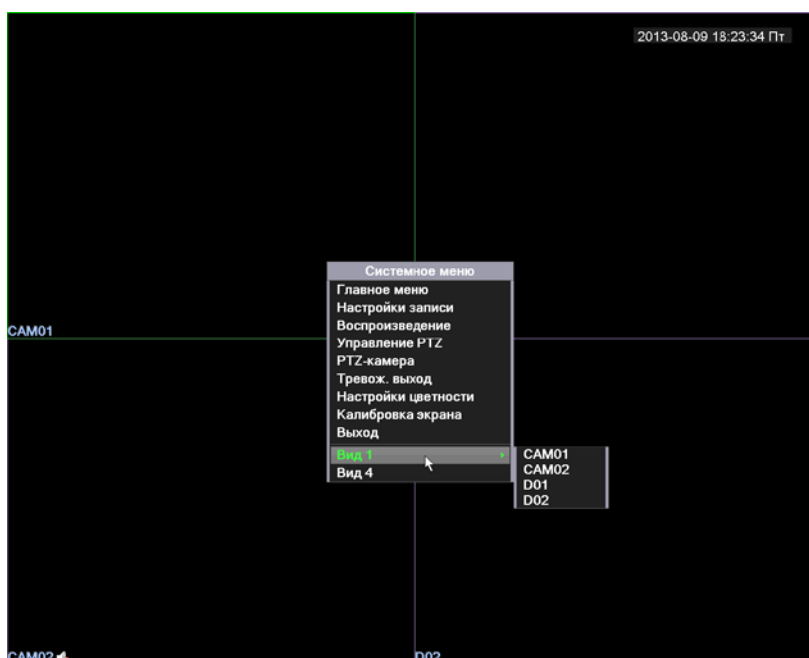 2013-08-09 18:23:34 Пт
Системное меню
Главное меню
Настройки записи
Воспроизведение
CAM01
Управление PTZ
PTZ-камера
Тревож. выход
Настройки цветности
Калибровка экрана
Выход
Вид 1
CAM01
CAM02
Вид 4
D01
D02
CAM02
D02